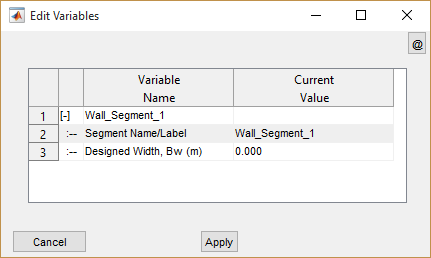 Edit Variables
@
Variable Current
Name Value
1 [-] Wall_Segment_1
2 :-- Segment Name/Label Wall_Segment_1
3 :-- Designed Width, Bw (m) 0.000
Cancel Apply